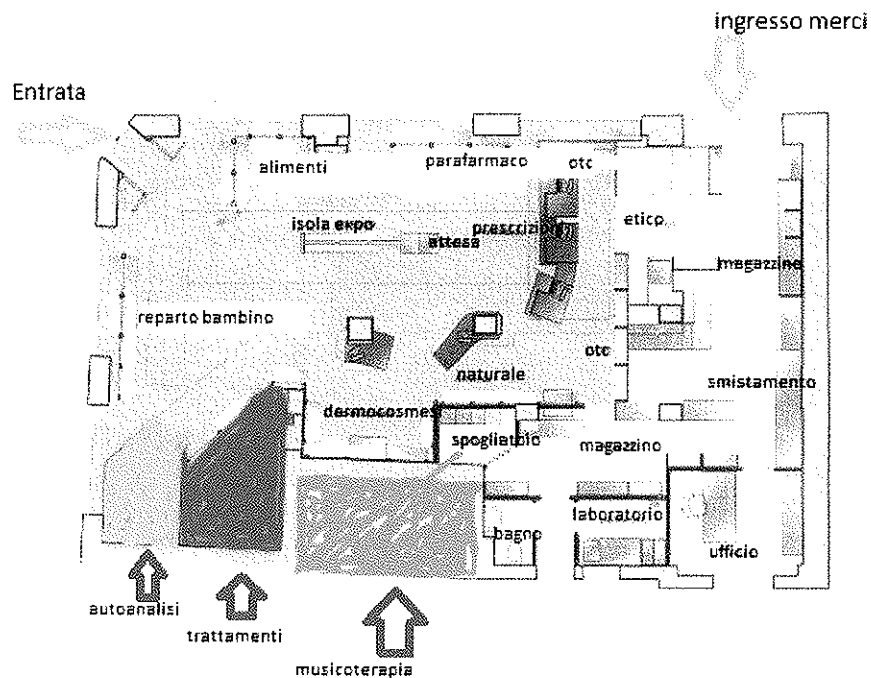 ingresso merci
Entrata
alimenti
parafarmaco
otc
isola expo
attesa
prescrizioni
etico
magazzino
reparto bambino
otc
naturale
smistamento
dermocosmesi
spogliatoio
magazzino
laboratorio
bagno
ufficio
autoanalisi
trattamenti
musicoterapia